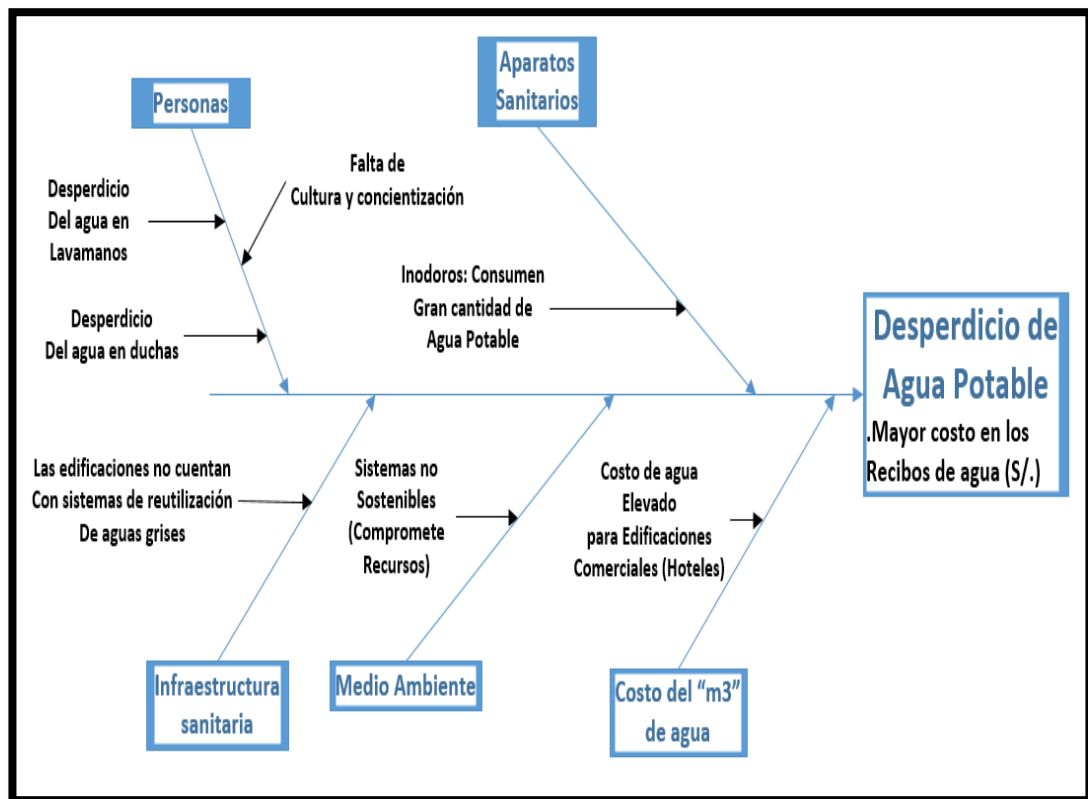 Personas
Aparatos
Sanitarios
Falta de
Cultura y concientización
Desperdicio
Del agua en
Lavamanos
Desperdicio
Del agua en duchas
Inodoros: Consumen
Gran cantidad de
Agua Potable
Desperdicio de
Agua Potable
.Mayor costo en los
Recibos de agua (S/.)
Las edificaciones no cuentan
Con sistemas de reutilización
De aguas grises
Sistemas no
Sostenibles
(Compromete
Recursos)
Costo de agua
Elevado
para Edificaciones
Comerciales (Hoteles)
Infraestructura
sanitaria
Medio Ambiente
Costo del “m3”
de agua